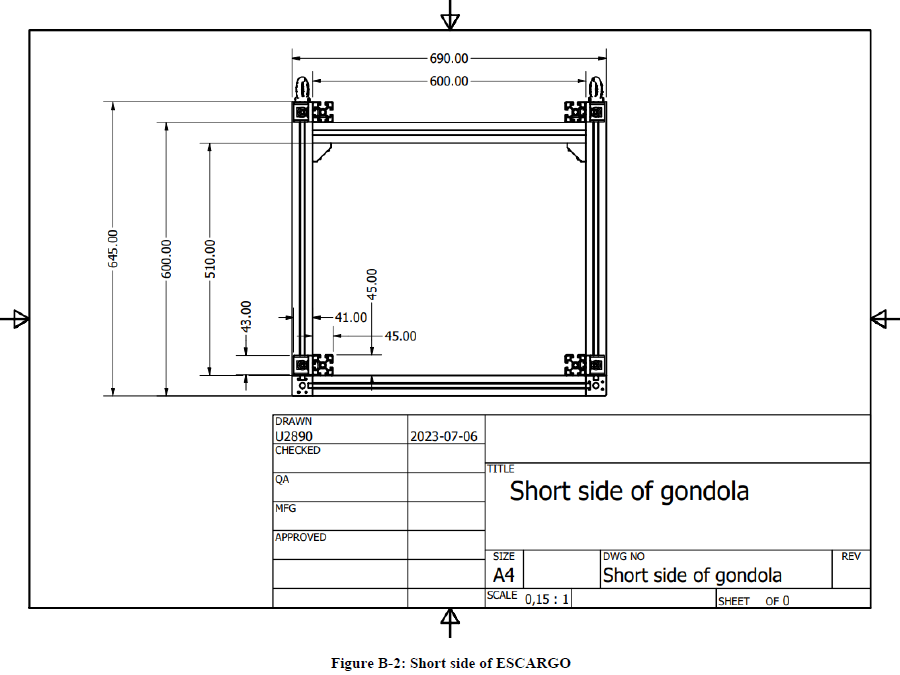 690.00
600.00
645.00
600.00
510.00
45.00
43.00
41.00
45.00
DRAWN
U2890
2023-07-06
CHECKED
QA
MFG
APPROVED
TITLE
Short side of gondola
SIZE
A4
DWG NO
Short side of gondola
REV
SCALE 0,15 : 1
SHEET OF 0
Figure B-2: Short side of ESCARGO